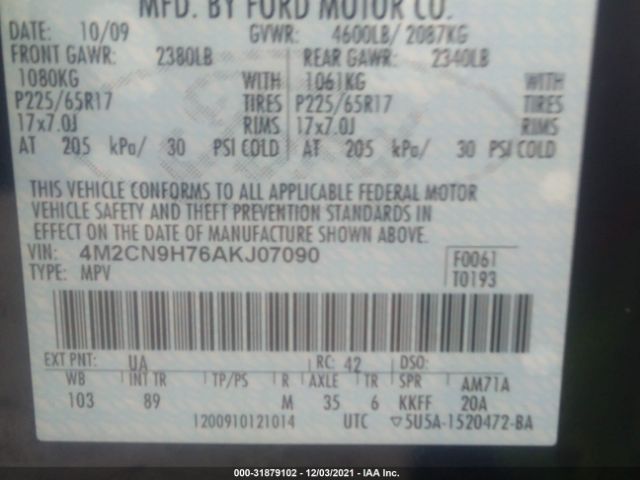 MFD. BY FORD MOTOR CO.
DATE: 10/09 GVWR: 4600LB/ 2087KG
FRONT GAWR: 2380LB REAR GAWR: 2340LB
1080KG WITH 1061KG WITH
P225/65R17 TIRES P225/65R17 TIRES
17x7.0J RIMS 17x7.0J RIMS
AT 205 kPa/ 30 PSI COLD AT 205 kPa/ 30 PSI COLD
THIS VEHICLE CONFORMS TO ALL APPLICABLE FEDERAL MOTOR
VEHICLE SAFETY AND THEFT PREVENTION STANDARDS IN
EFFECT ON THE DATE OF MANUFACTURE SHOWN ABOVE.
VIN: 4M2CN9H76AKJ07090 F0061
TYPE: MPV T0193
EXT PNT: UA RC: 42 DSO:
WB INT TR TP/PS R AXLE TR SPR AM71A
103 89 M 35 6 KKFF 20A
1200910121014 UTC ▽5U5A-1520472-BA
000-31879102 - 12/03/2021 - IAA Inc.